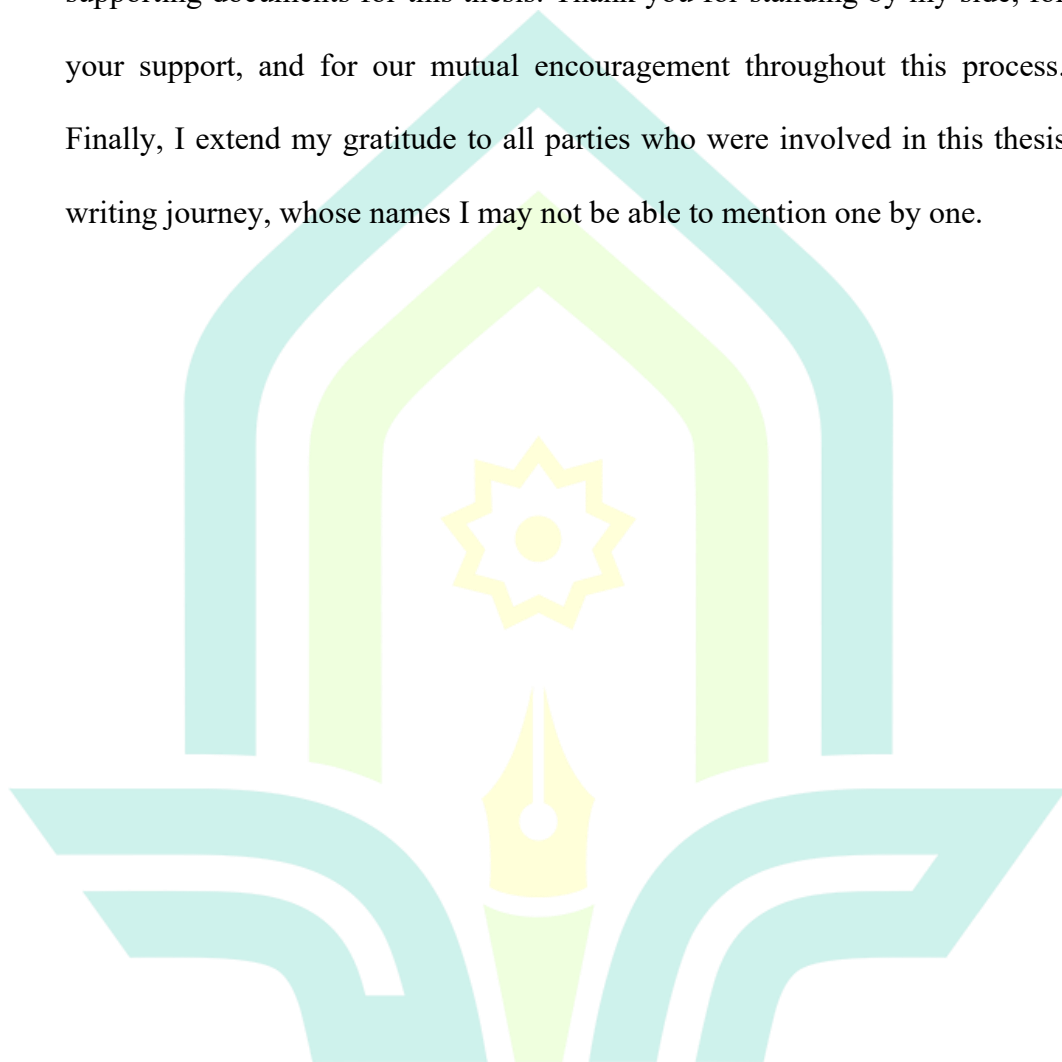 supporting documents for this thesis. Thank you for standing by my side, for
your support, and for our mutual encouragement throughout this process.
Finally, I extend my gratitude to all parties who were involved in this thesis
writing journey, whose names I may not be able to mention one by one.